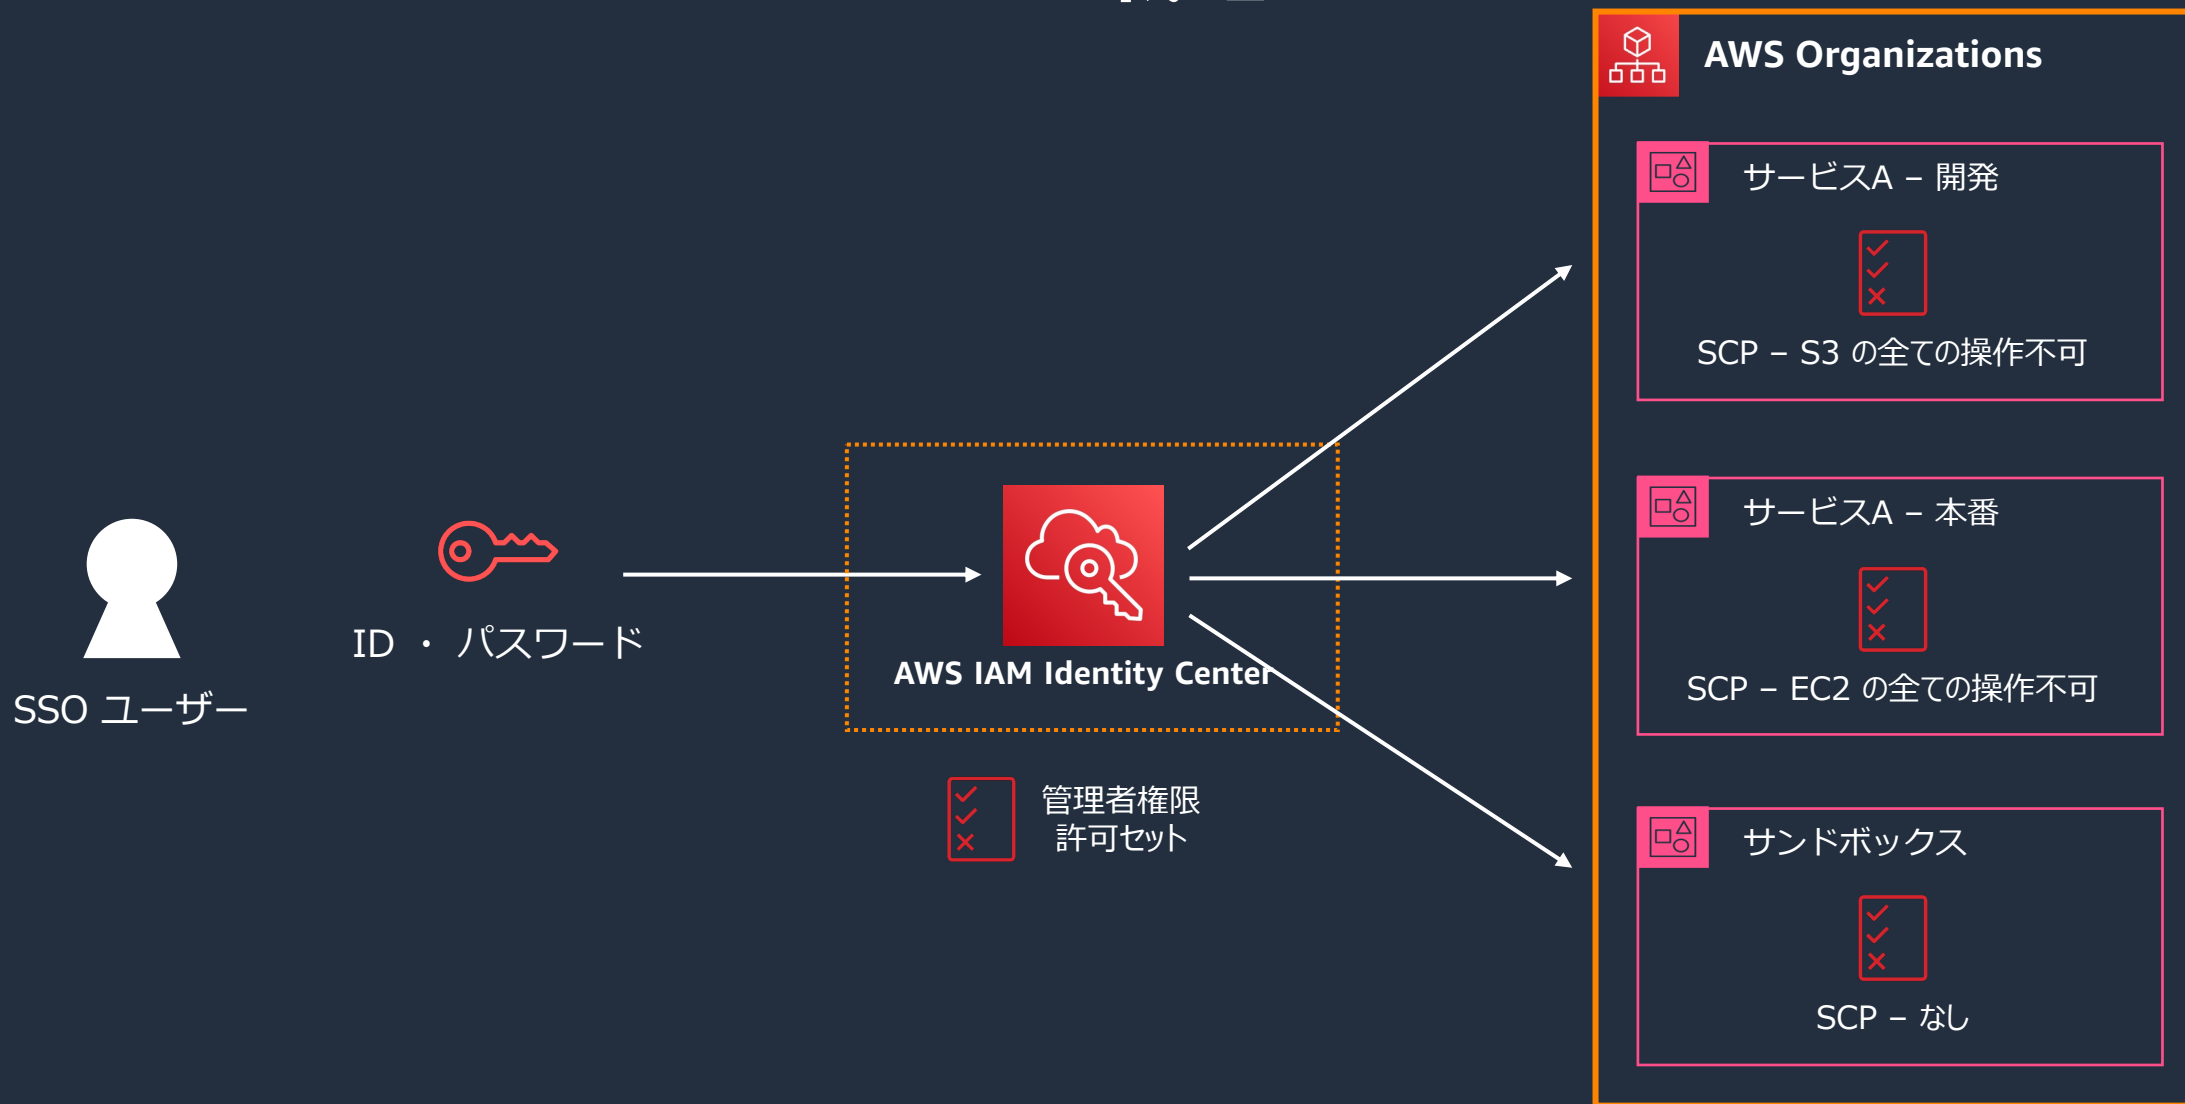 AWS Organizations
サービスA – 開発
SCP – S3 の全ての操作不可
サービスA – 本番
SCP – EC2 の全ての操作不可
サンドボックス
SCP – なし
SSO ユーザー
ID ・ パスワード
AWS IAM Identity Center
管理者権限
許可セット